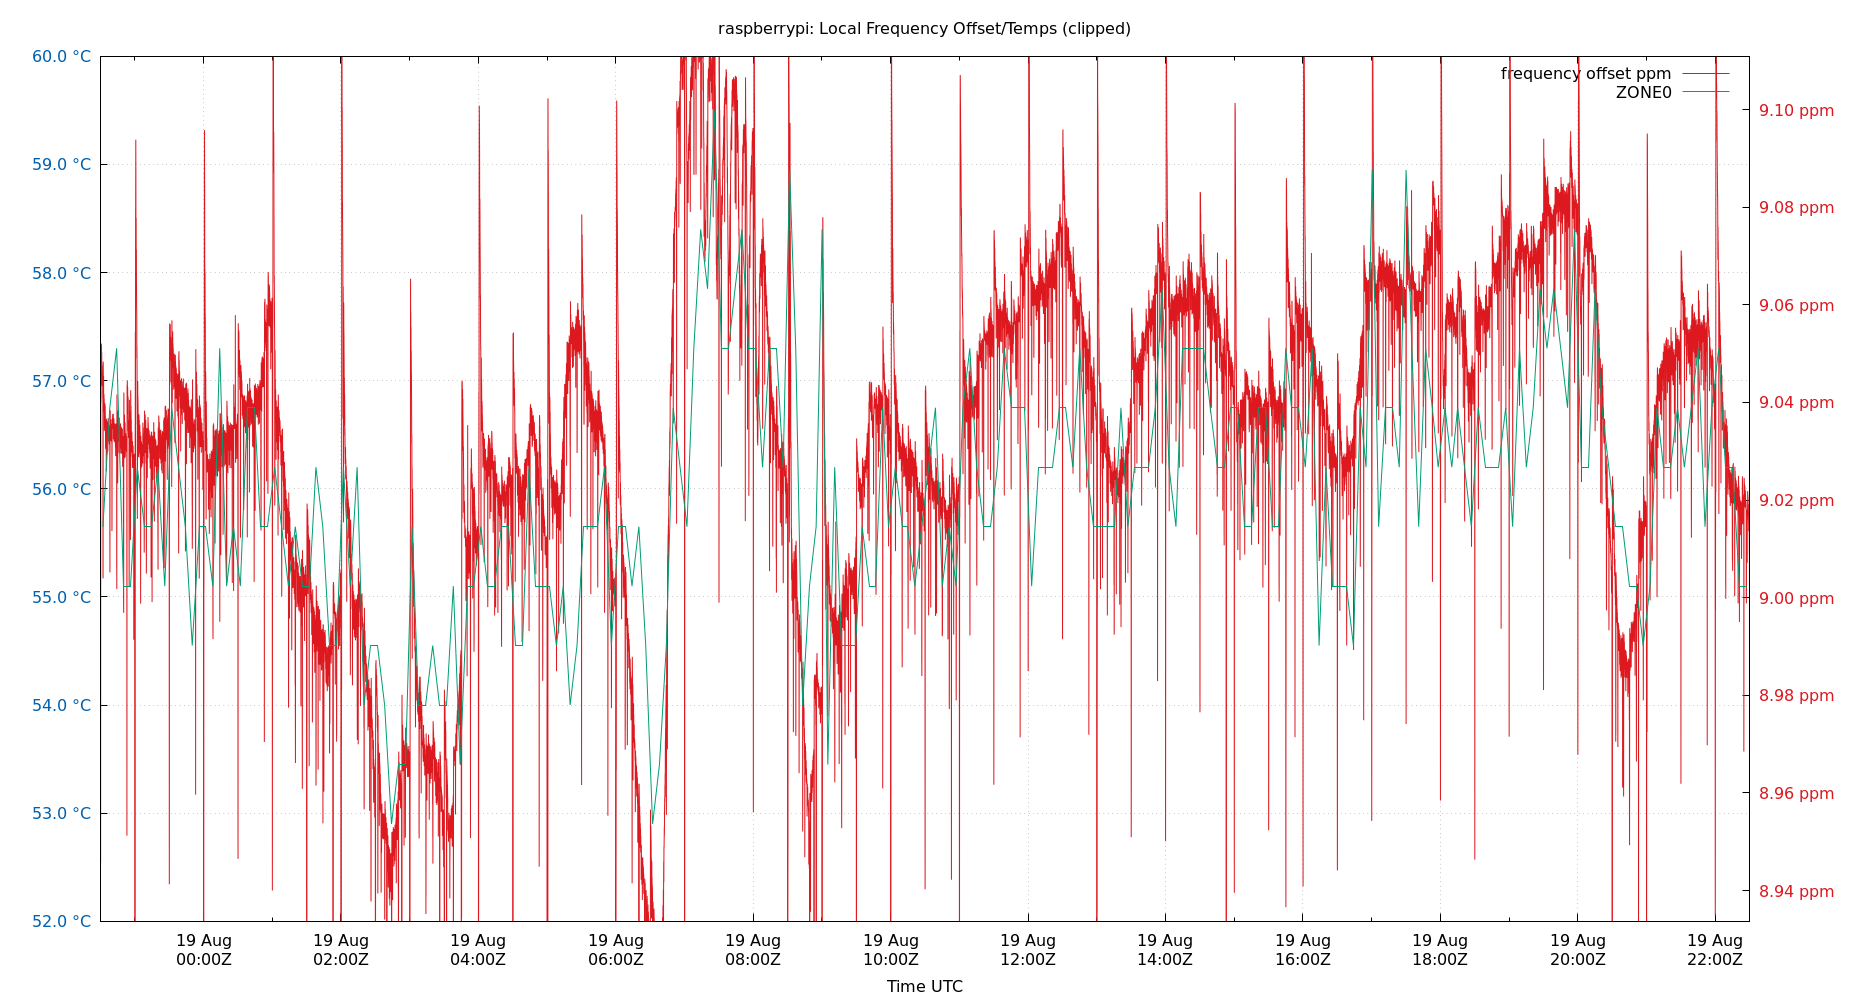 raspberrypi: Local Frequency Offset/Temps (clipped)
60.0 °C
59.0 °C
58.0 °C
57.0 °C
56.0 °C
55.0 °C
54.0 °C
53.0 °C
52.0 °C
frequency offset ppm
ZONE0
9.10 ppm
9.08 ppm
9.06 ppm
9.04 ppm
9.02 ppm
9.00 ppm
8.98 ppm
8.96 ppm
8.94 ppm
19 Aug
00:00Z
19 Aug
02:00Z
19 Aug
04:00Z
19 Aug
06:00Z
19 Aug
08:00Z
19 Aug
10:00Z
19 Aug
12:00Z
19 Aug
14:00Z
19 Aug
16:00Z
19 Aug
18:00Z
19 Aug
20:00Z
19 Aug
22:00Z
Time UTC